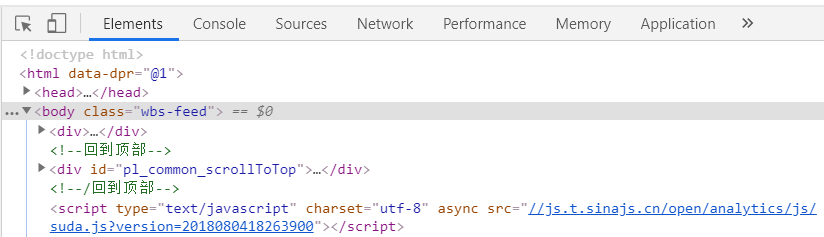 Elements Console Sources Network Performance Memory Application »
<!doctype html>
<html data-dpr="@1">
<head>…</head>
… <body class="wbs-feed"> == $0
<div>…</div>
<!--回到顶部-->
<div id="pl_common_scrollToTop">…</div>
<!--/回到顶部-->
<script type="text/javascript" charset="utf-8" async src="//js.t.sinajs.cn/open/analytics/js/
suda.js?version=2018080418263900"></script>